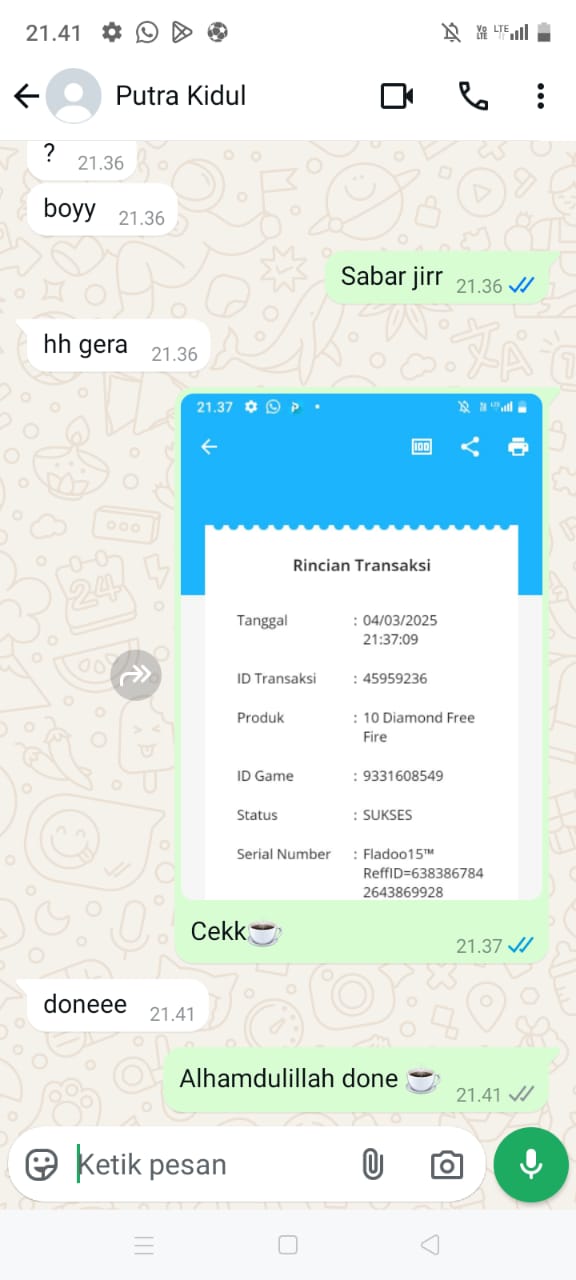 21.41
VoLTE LTE
Putra Kidul
?
21.36
boyy 21.36
Sabar jirr 21.36
hh gera 21.36
21.37
Rincian Transaksi
Tanggal : 04/03/2025
21:37:09
ID Transaksi : 45959236
Produk : 10 Diamond Free
Fire
ID Game : 9331608549
Status : SUKSES
Serial Number : Fladoo15™
ReffID=638386784
2643869928
Cekk☕ 21.37
doneee 21.41
Alhamdulillah done ☕ 21.41
Ketik pesan